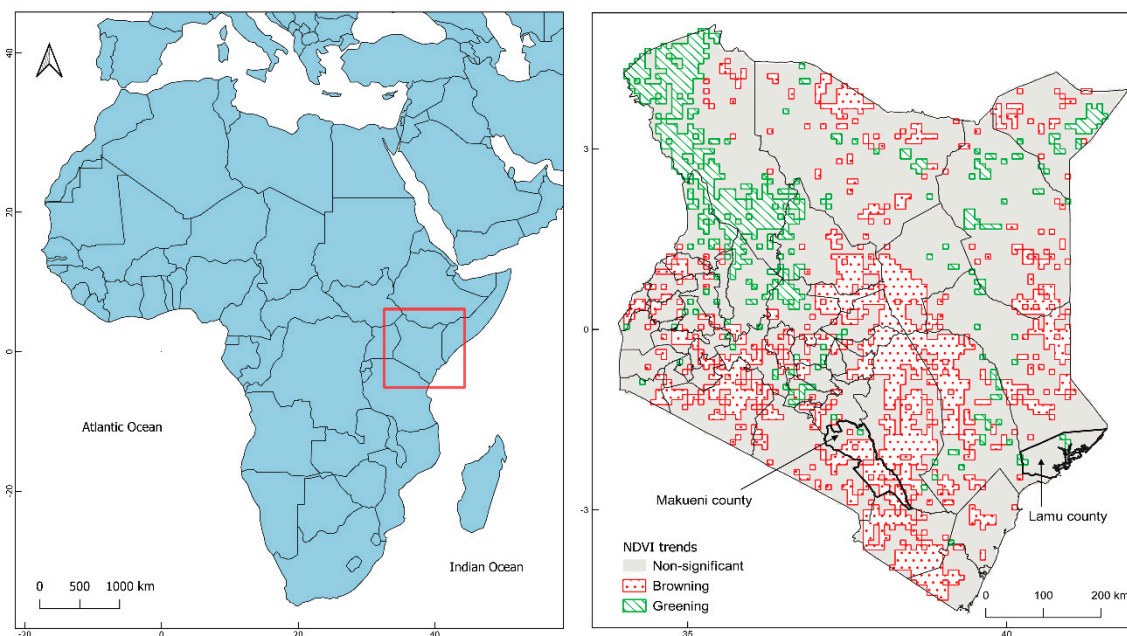 40
20
0
-20
Atlantic Ocean
Indian Ocean
0 500 1000 km
-20 0 20 40
3
0
-3
Makueni county
Lamu county
NDVI trends
Non-significant
Browning
Greening
0 100 200 km
35 40